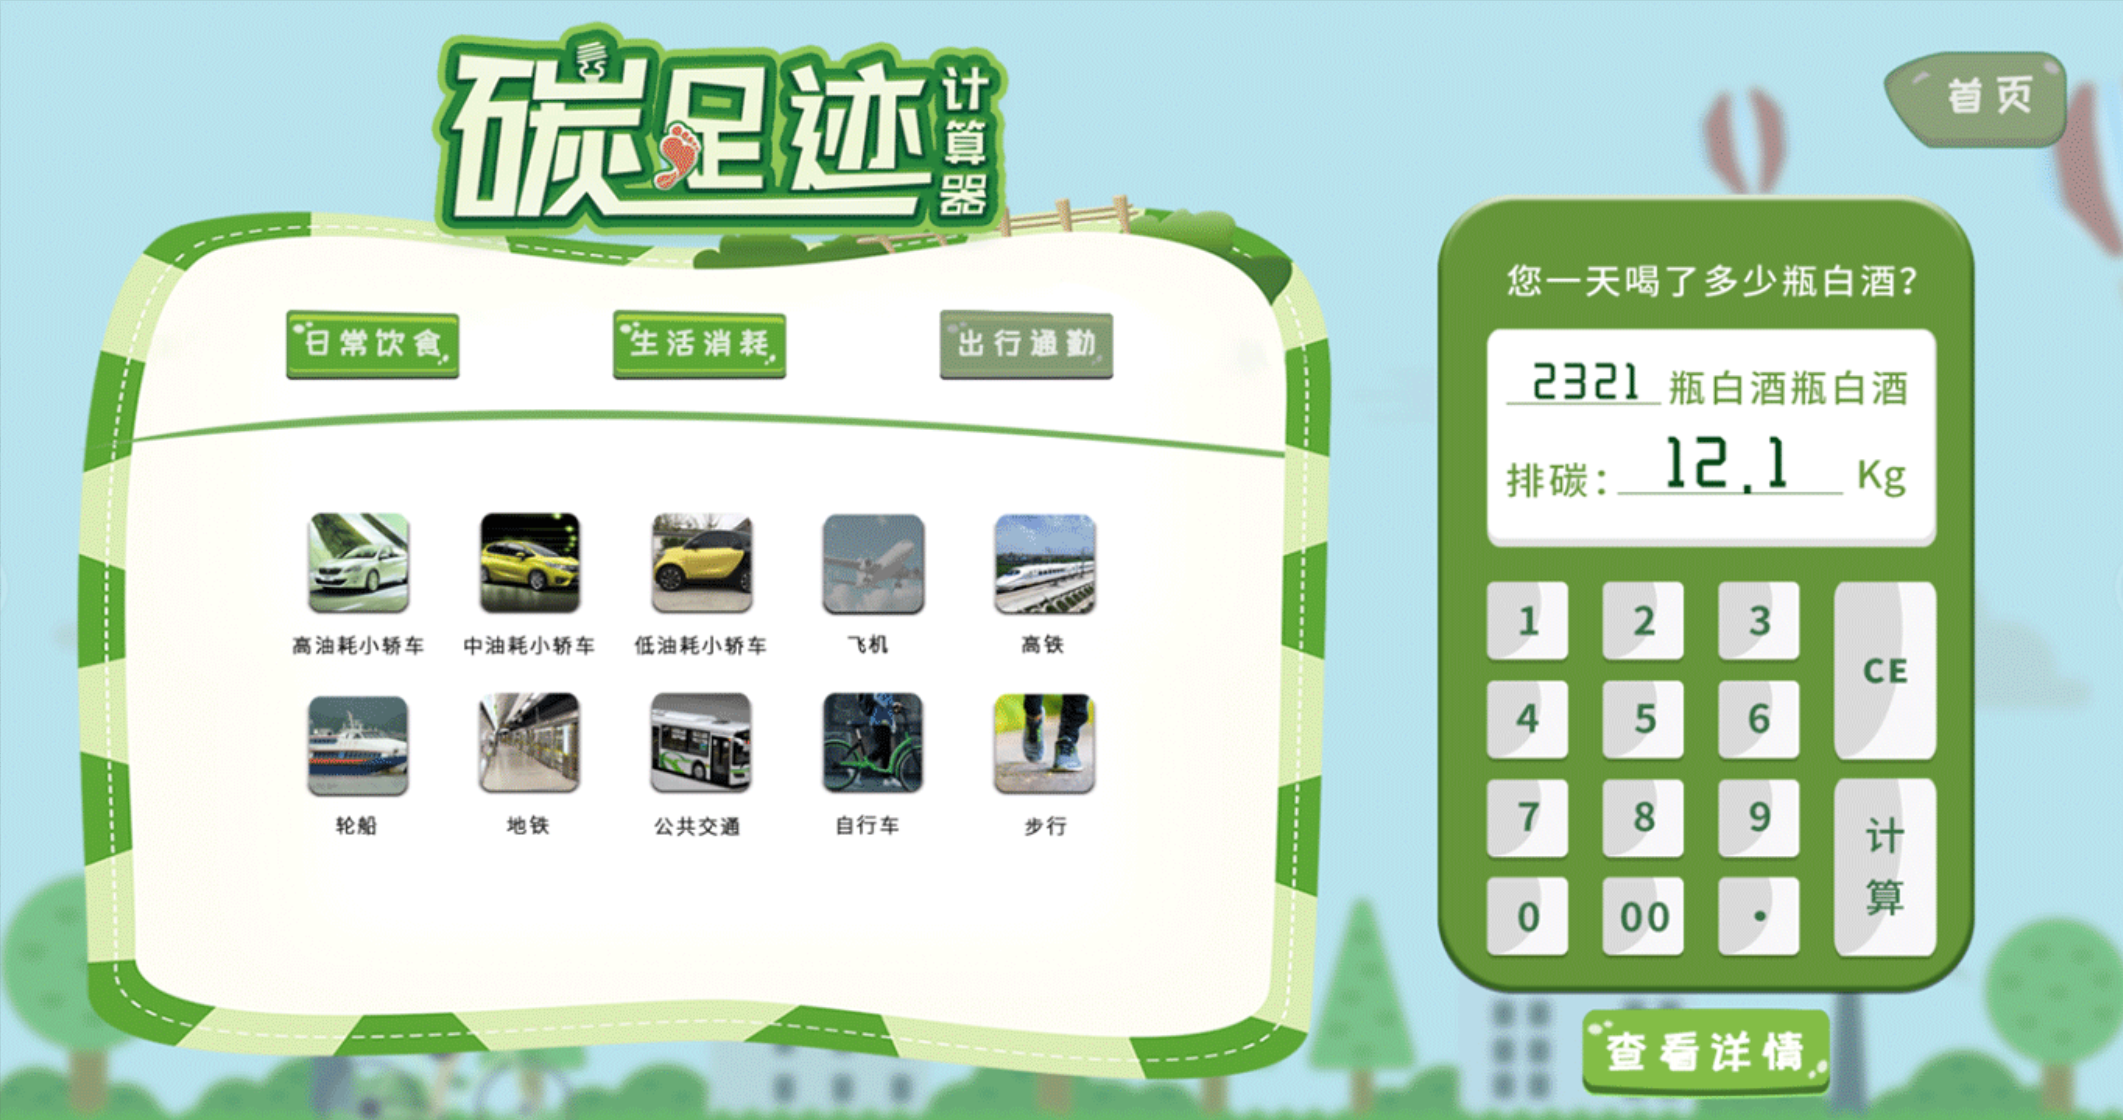 碳足迹计算器
首页
日常饮食
生活消耗
出行通勤
高油耗小轿车
中油耗小轿车
低油耗小轿车
飞机
高铁
轮船
地铁
公共交通
自行车
步行
您一天喝了多少瓶白酒？
2321 瓶白酒瓶白酒
排碳： 12.1 Kg
1 2 3 CE
4 5 6
7 8 9 计算
0 00 •
查看详情